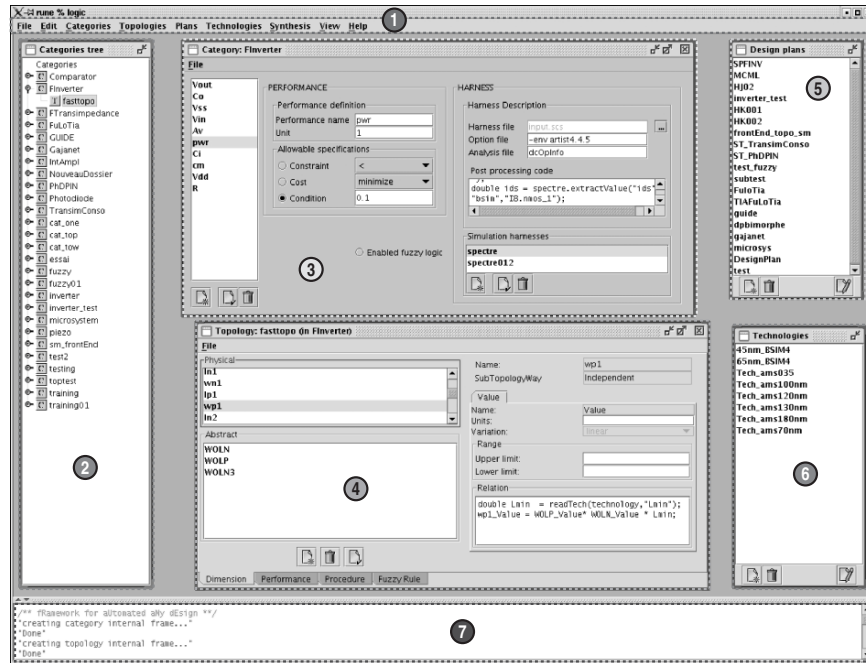 rune % logic
1
File Edit Categories Topologies Plans Technologies Synthesis View Help
Categories tree
Categories
Comparator
FInverter
fasttopo
FTransimpedance
FuLoTia
GUIDE
Gajanet
IntAmpl
NouveauDossier
PhDPIN
Photodiode
TransimConso
cat_one
cat_top
cat_tow
essai
fuzzy
fuzzy01
inverter
inverter_test
microsystem
piezo
sm_frontEnd
test2
testing
toptest
training
training01
2
Category: FInverter
File
Vout
Co
Vss
Vin
Av
pwr
Ci
cm
Vdd
R
PERFORMANCE
Performance definition
Performance name pwr
Unit 1
Allowable specifications
Constraint <
Cost minimize
Condition 0.1
Enabled fuzzy logic
3
HARNESS
Harness Description
Harness file input.scs ...
Option file -env artist4.4.5
Analysis file dcOpInfo
Post processing code
double ids = spectre.extractValue("ids"
"bsim","I8.nmos_1");
Simulation harnesses
spectre
spectre012
Topology: fasttopo (in FInverter)
File
Physical
ln1
wn1
lp1
wp1
ln2
Abstract
WOLN
WOLP
WOLN3
4
Dimension Performance Procedure Fuzzy Rule
Name: wp1
SubTopologyWay Independent
Value
Name: Value
Units:
Variation: linear
Range
Upper limit:
Lower limit:
Relation
double Lmin = readTech(technology,"Lmin");
wp1_Value = WOLP_Value* WOLN_Value * Lmin;
Design plans
SPFINV
MCML
HJ02
inverter_test
HK001
HK002
frontEnd_topo_sm
ST_TransimConso
ST_PhDPIN
test_fuzzy
subtest
FuloTia
TIAFuLoTia
guide
dpbimorphe
gajanet
microsys
DesignPlan
test
5
Technologies
45nm_BSIM4
65nm_BSIM4
Tech_ams035
Tech_ams100nm
Tech_ams120nm
Tech_ams130nm
Tech_ams180nm
Tech_ams70nm
6
/** fRamework for aUtomated aNy dEsign **/
"creating category internal frame..."
"Done"
"creating topology internal frame..."
"Done"
7